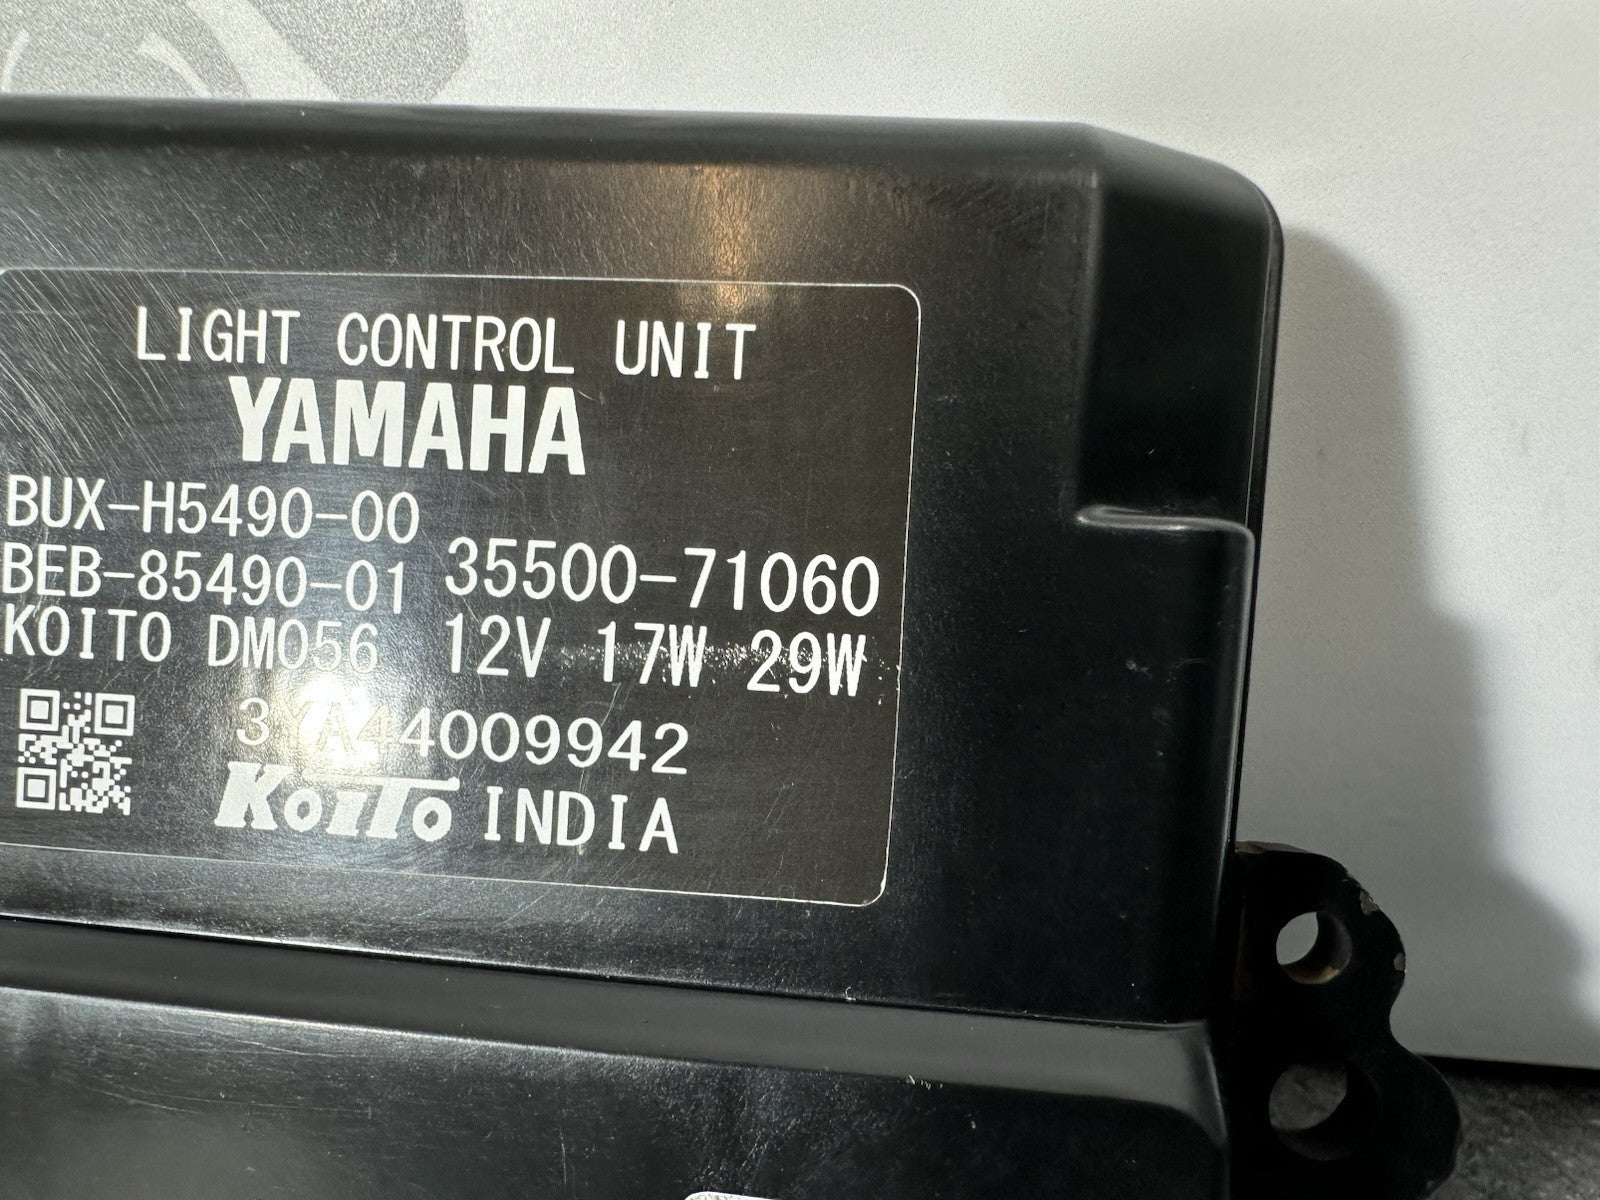 LIGHT CONTROL UNIT
YAMAHA
BUX-H5490-00
BEB-85490-01 35500-71060
KOITO DM056 12V 17W 29W
KOITO INDIA